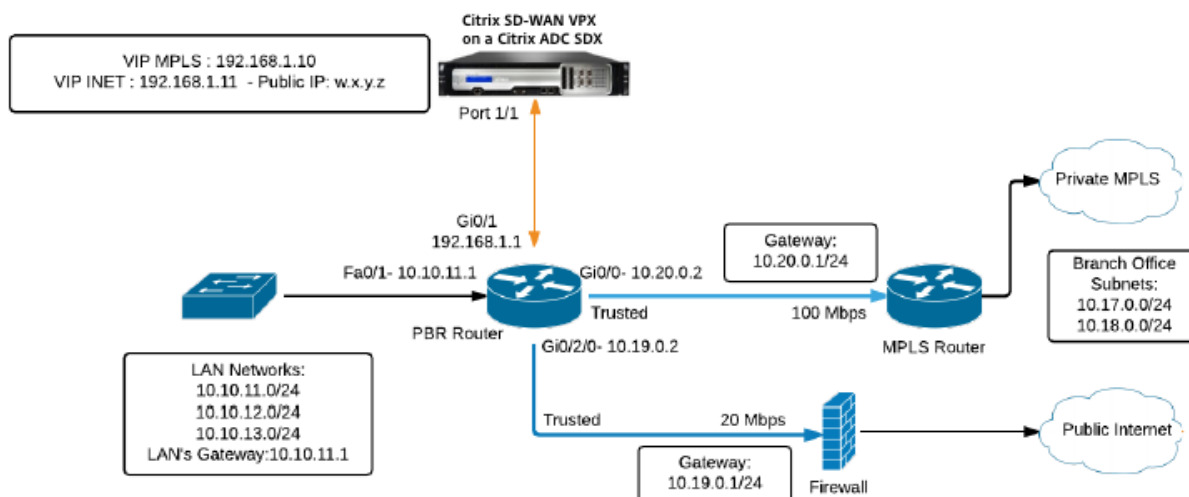 Citrix SD-WAN VPX
on a Citrix ADC SDX
VIP MPLS : 192.168.1.10
VIP INET : 192.168.1.11 - Public IP: w.x.y.z
Port 1/1
Private MPLS
Gi0/1
192.168.1.1
Gateway:
10.20.0.1/24
Fa0/1- 10.10.11.1
Gi0/0- 10.20.0.2
Branch Office
Subnets:
10.17.0.0/24
10.18.0.0/24
Trusted
100 Mbps
PBR Router
MPLS Router
Gi0/2/0- 10.19.0.2
LAN Networks:
10.10.11.0/24
10.10.12.0/24
10.10.13.0/24
LAN's Gateway:10.10.11.1
Trusted
20 Mbps
Public Internet
Gateway:
10.19.0.1/24
Firewall